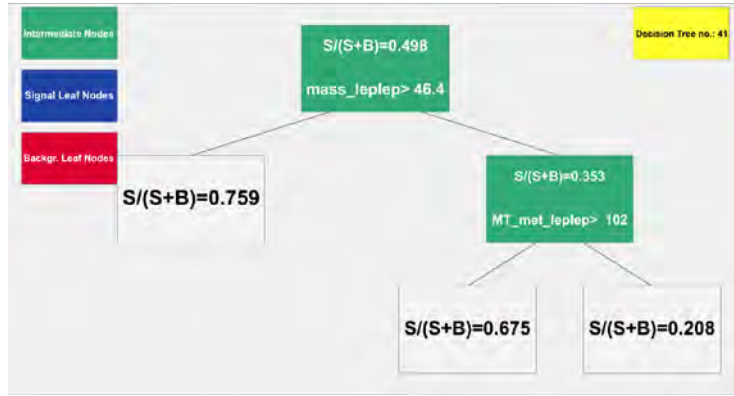 Intermediate Nodes
S/(S+B)=0.498
Decision Tree no.: 41
Signal Leaf Nodes
mass_leplep> 46.4
Backgr. Leaf Nodes
S/(S+B)=0.759
S/(S+B)=0.353
MT_met_leplep> 102
S/(S+B)=0.675
S/(S+B)=0.208